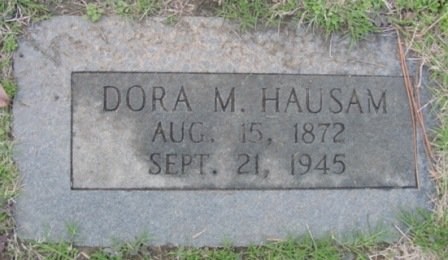 DORA M. HAUSAM
AUG. 15, 1872
SEPT. 21, 1945